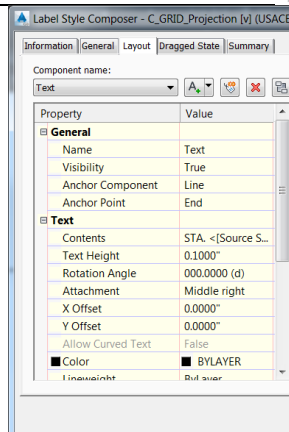 Label Style Composer - C_GRID_Projection [v] (USACE
Information General Layout Dragged State Summary
Component name:
Text
Property Value
General
Name Text
Visibility True
Anchor Component Line
Anchor Point End
Text
Contents STA. <[Source S...
Text Height 0.1000"
Rotation Angle 000.0000 (d)
Attachment Middle right
X Offset 0.0000"
Y Offset 0.0000"
Allow Curved Text False
Color BYLAYER
Lineweight ByLayer